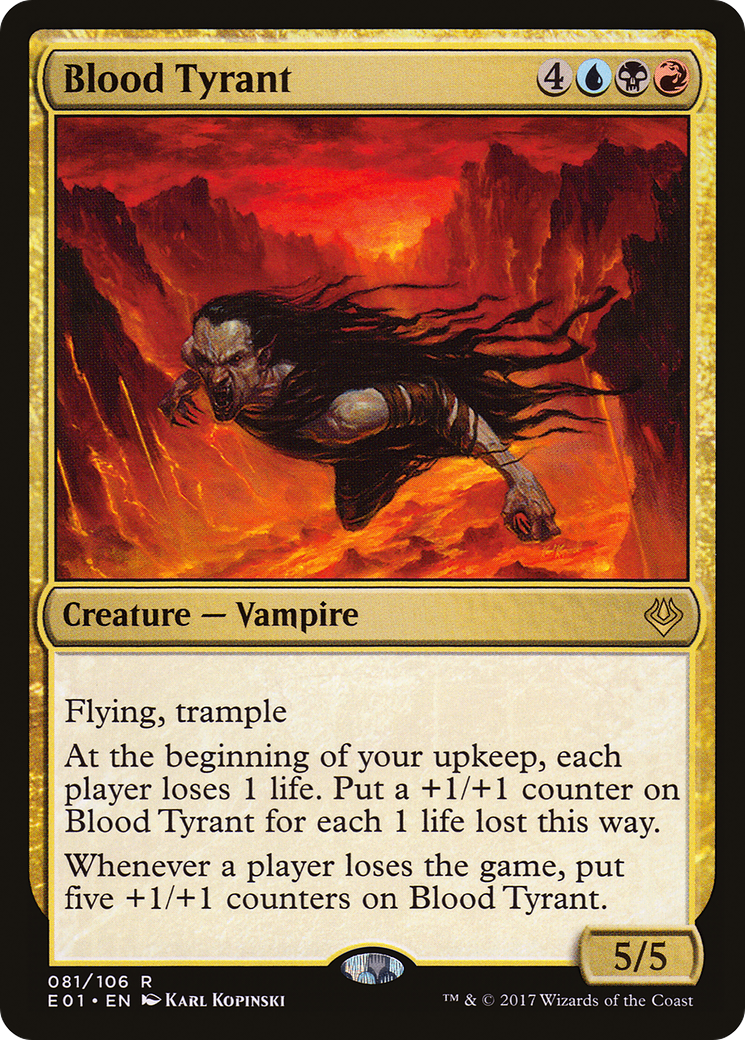 Blood Tyrant 4
Creature — Vampire
Flying, trample
At the beginning of your upkeep, each
player loses 1 life. Put a +1/+1 counter on
Blood Tyrant for each 1 life lost this way.
Whenever a player loses the game, put
five +1/+1 counters on Blood Tyrant.
5/5
081/106 R
E01 • EN Karl Kopinski
™ & © 2017 Wizards of the Coast